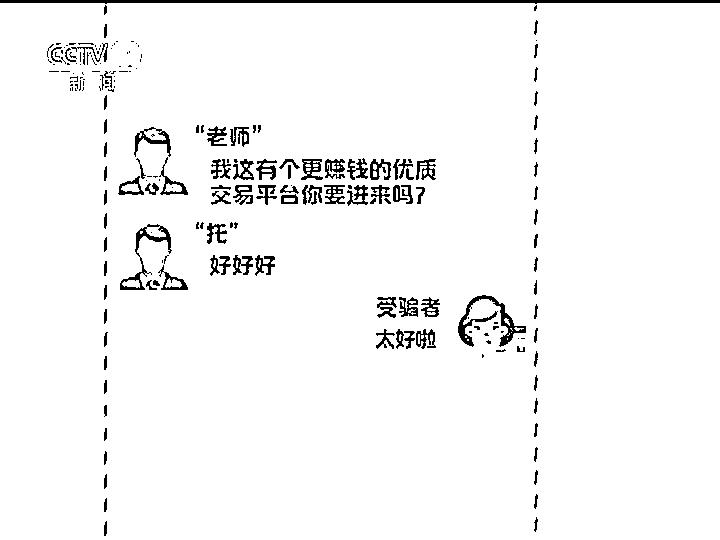 CCTV
新闻
“老师”
我这有个更赚钱的优质
交易平台你要进来吗？
“托”
好好好
受骗者
太好啦